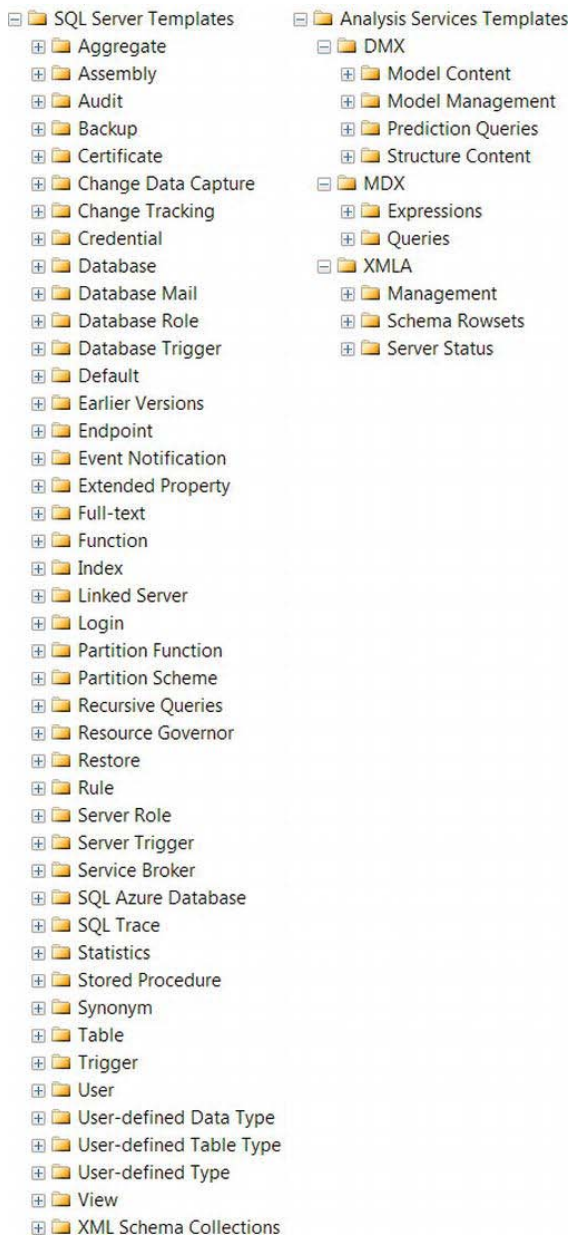 SQL Server Templates
Aggregate
Assembly
Audit
Backup
Certificate
Change Data Capture
Change Tracking
Credential
Database
Database Mail
Database Role
Database Trigger
Default
Earlier Versions
Endpoint
Event Notification
Extended Property
Full-text
Function
Index
Linked Server
Login
Partition Function
Partition Scheme
Recursive Queries
Resource Governor
Restore
Rule
Server Role
Server Trigger
Service Broker
SQL Azure Database
SQL Trace
Statistics
Stored Procedure
Synonym
Table
Trigger
User
User-defined Data Type
User-defined Table Type
User-defined Type
View
XML Schema Collections
Analysis Services Templates
DMX
Model Content
Model Management
Prediction Queries
Structure Content
MDX
Expressions
Queries
XMLA
Management
Schema Rowsets
Server Status